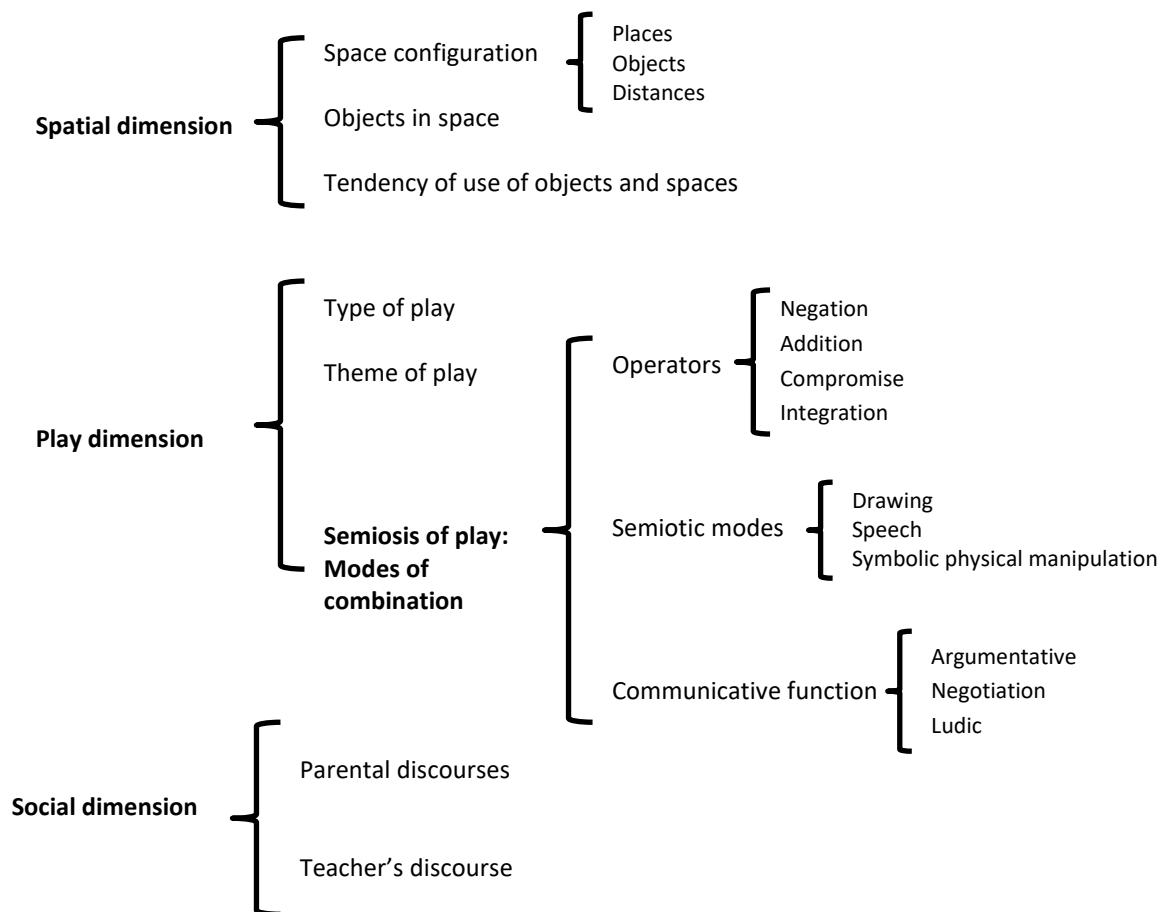 Spatial dimension
Space configuration
Places
Objects
Distances
Objects in space
Tendency of use of objects and spaces
Play dimension
Type of play
Theme of play
Semiosis of play:
Modes of
combination
Operators
Negation
Addition
Compromise
Integration
Semiotic modes
Drawing
Speech
Symbolic physical manipulation
Communicative function
Argumentative
Negotiation
Ludic
Social dimension
Parental discourses
Teacher’s discourse